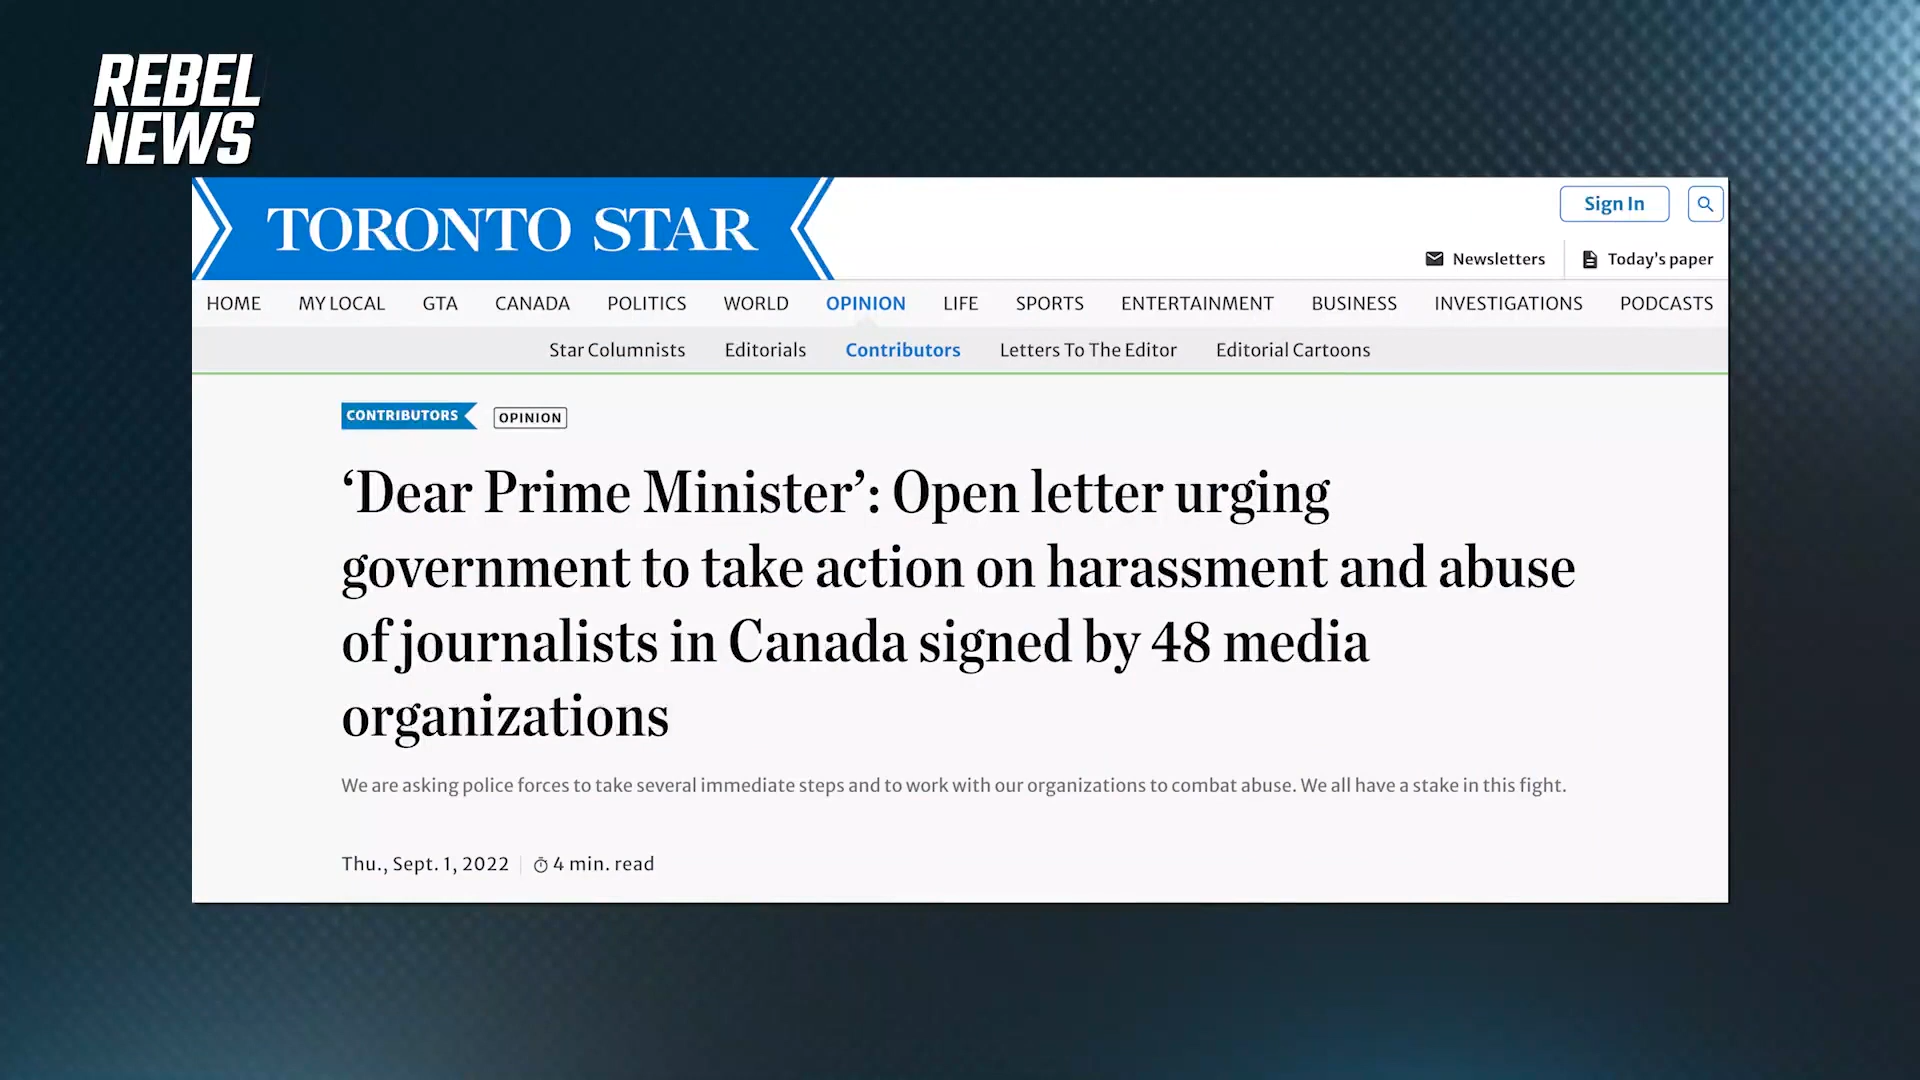 REBEL
NEWS
TORONTO STAR
Sign In
Newsletters
Today's paper
HOME MY LOCAL GTA CANADA POLITICS WORLD OPINION LIFE SPORTS ENTERTAINMENT BUSINESS INVESTIGATIONS PODCASTS
Star Columnists Editorials Contributors Letters To The Editor Editorial Cartoons
CONTRIBUTORS OPINION
‘Dear Prime Minister’: Open letter urging
government to take action on harassment and abuse
of journalists in Canada signed by 48 media
organizations
We are asking police forces to take several immediate steps and to work with our organizations to combat abuse. We all have a stake in this fight.
Thu., Sept. 1, 2022 4 min. read